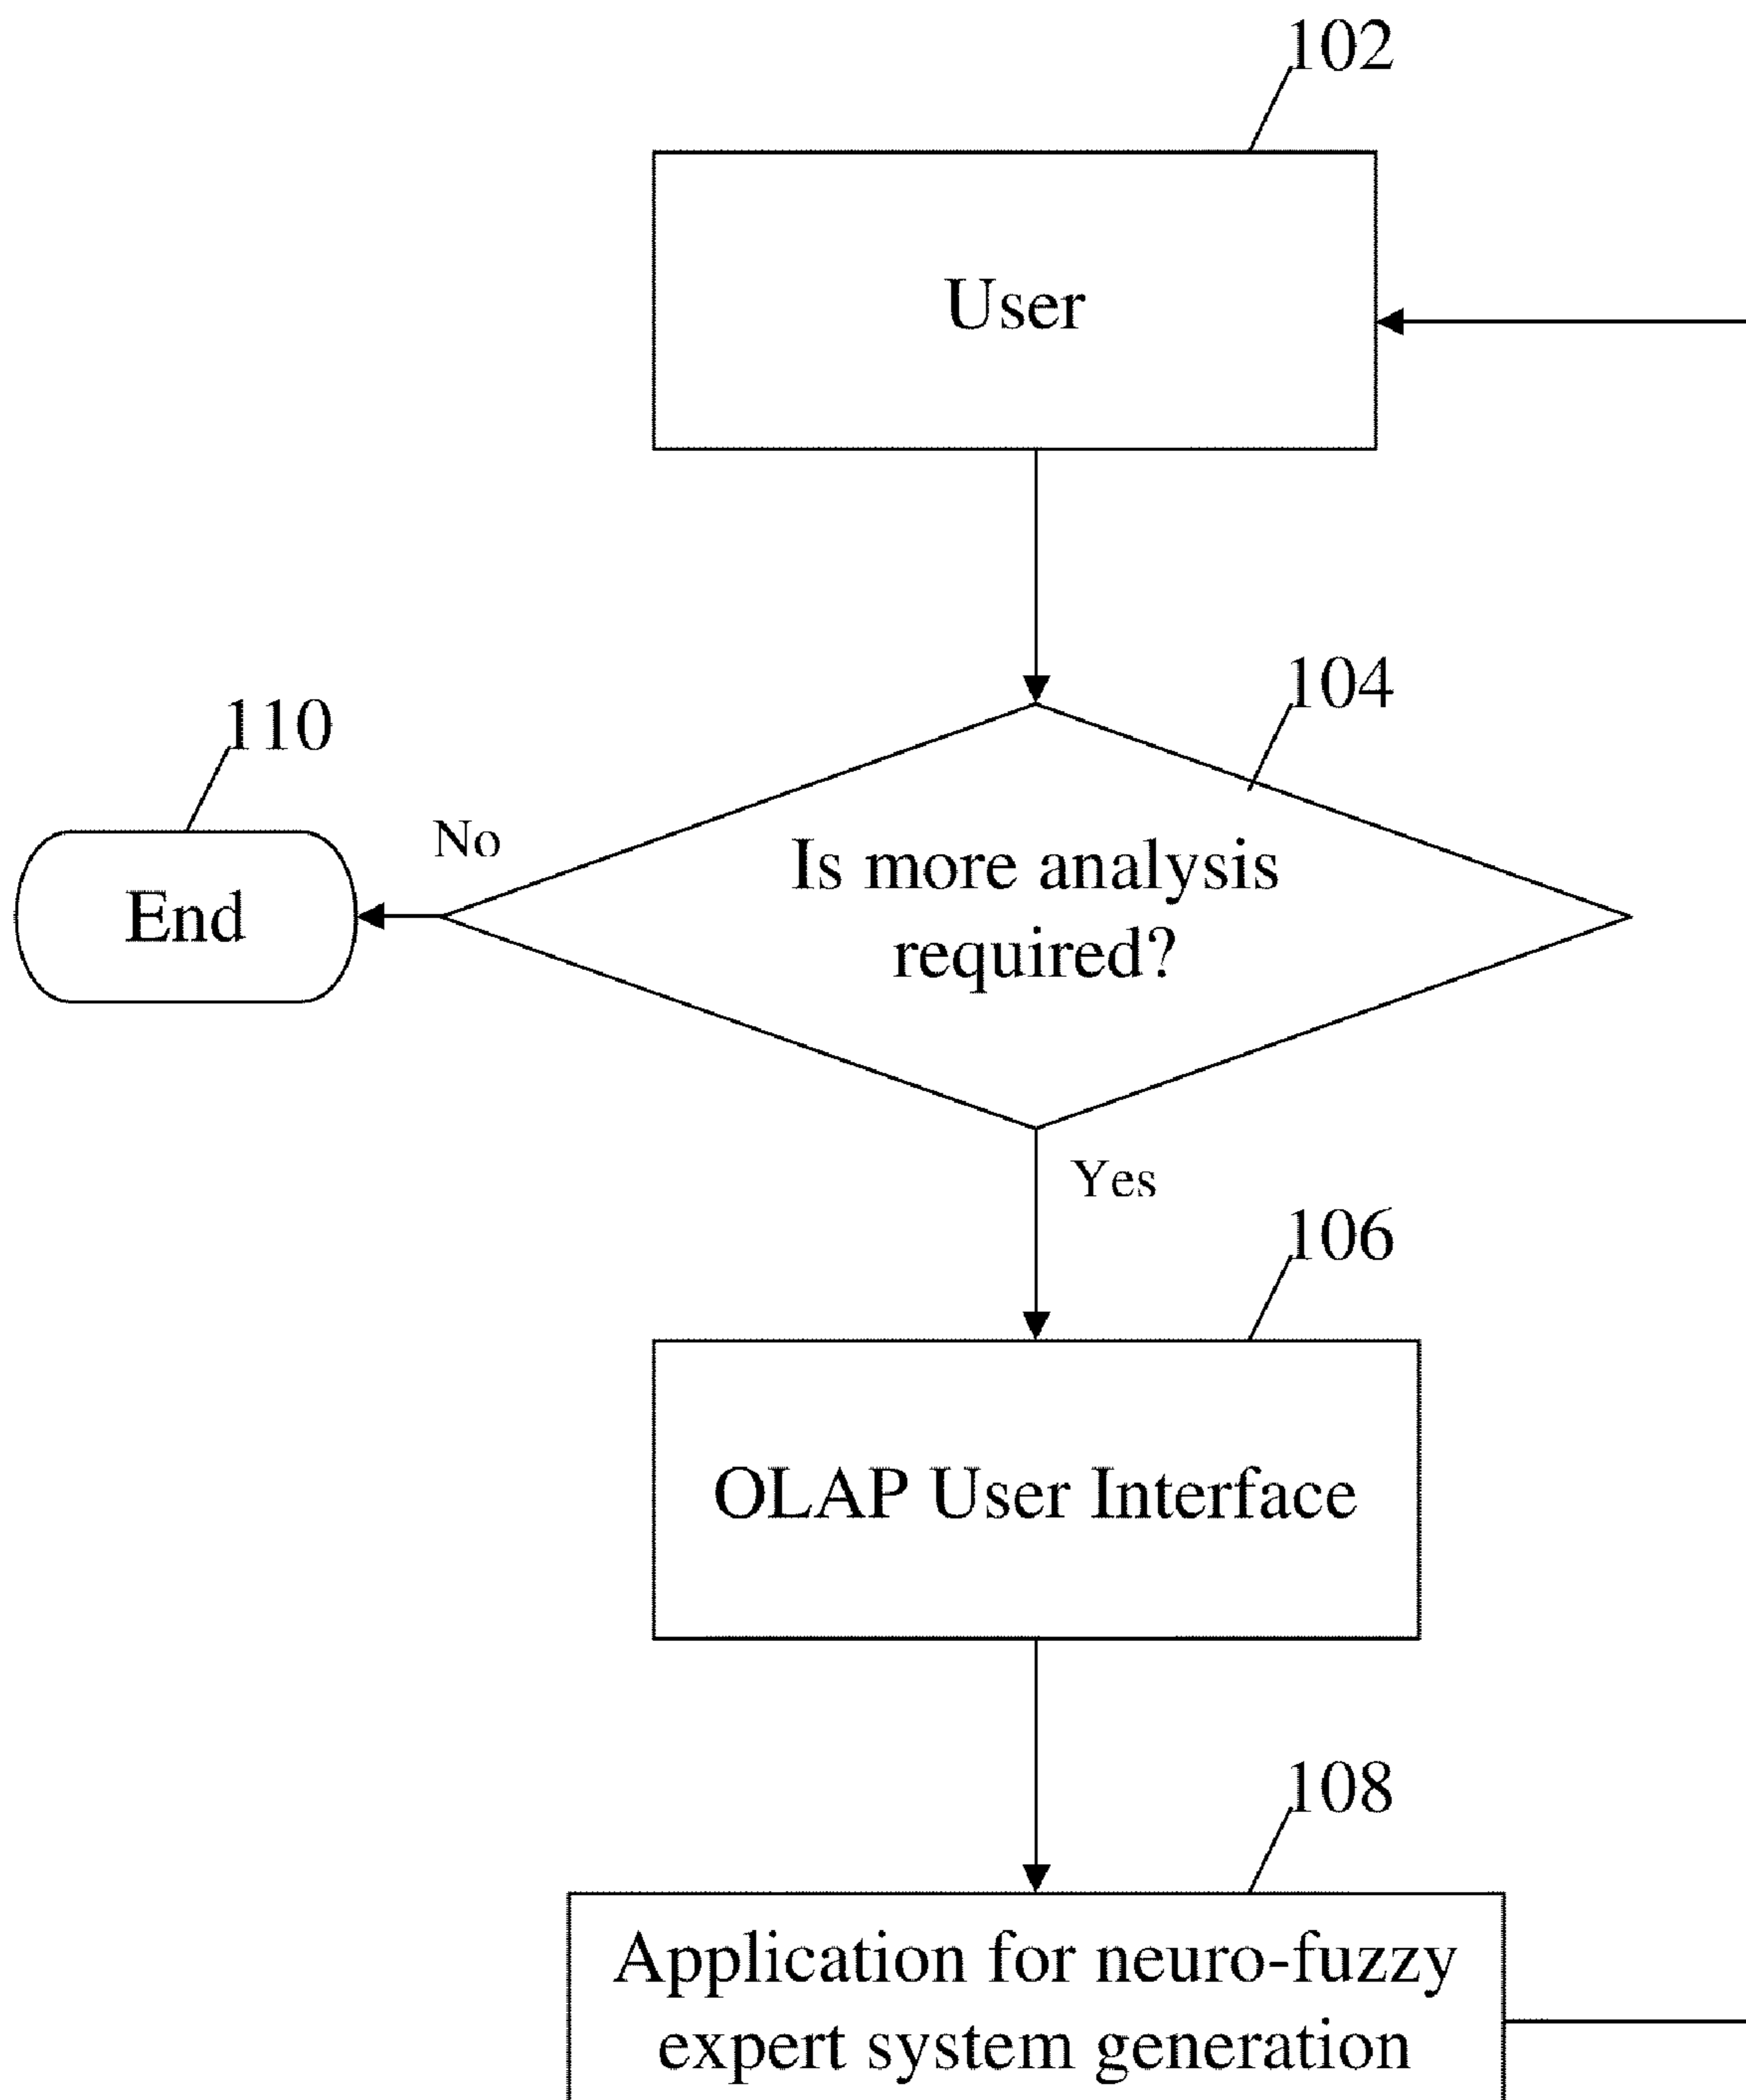 102
User
104
110
No
Is more analysis
required?
End
Yes
106
OLAP User Interface
108
Application for neuro-fuzzy
expert system generation